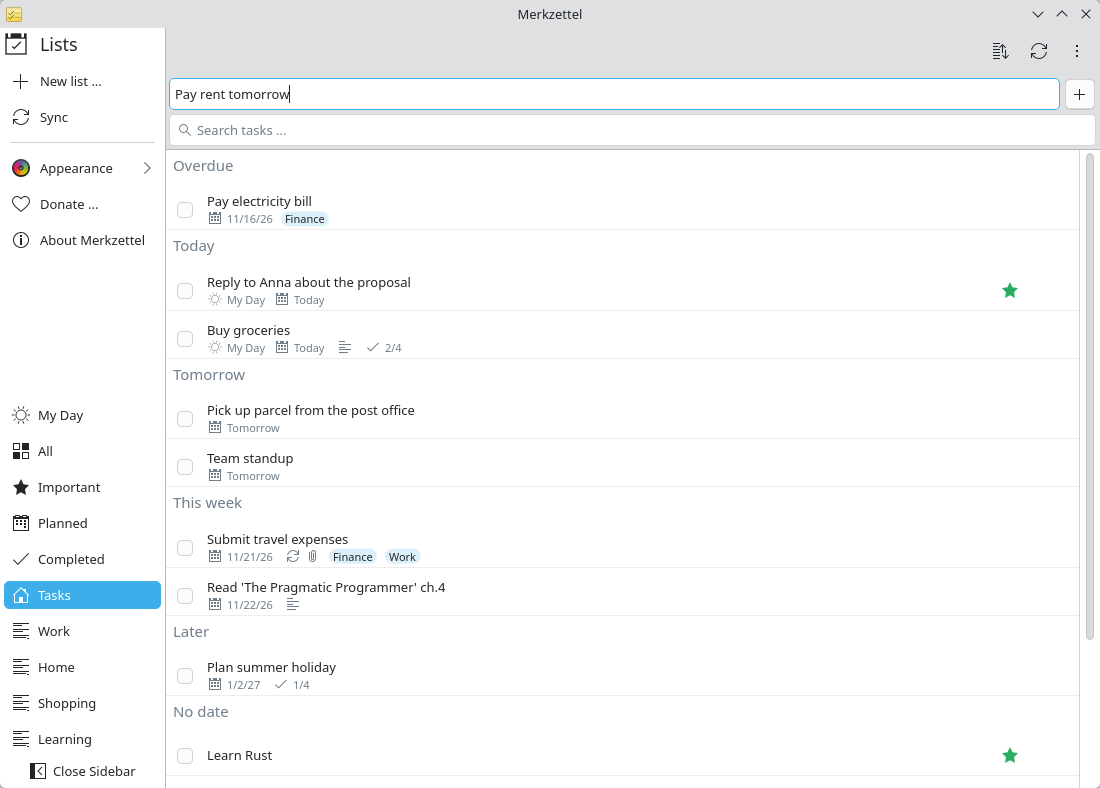 Merkzettel
Lists
New list ...
Sync
Appearance
Donate ...
About Merkzettel
My Day
All
Important
Planned
Completed
Tasks
Work
Home
Shopping
Learning
Close Sidebar
Pay rent tomorrow
Search tasks ...
Overdue
Pay electricity bill
11/16/26 Finance
Today
Reply to Anna about the proposal
My Day Today
Buy groceries
My Day Today 2/4
Tomorrow
Pick up parcel from the post office
Tomorrow
Team standup
Tomorrow
This week
Submit travel expenses
11/21/26 Finance Work
Read 'The Pragmatic Programmer' ch.4
11/22/26
Later
Plan summer holiday
1/2/27 1/4
No date
Learn Rust